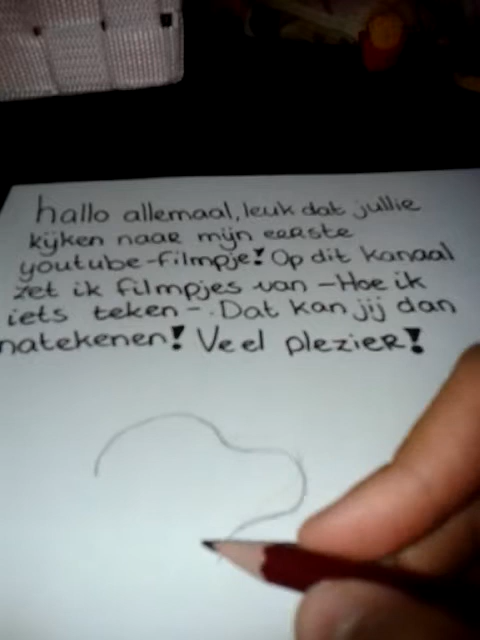 hallo allemaal, leuk dat jullie
kijken naar mijn eerste
youtube-filmpje! Op dit kanaal
zet ik filmpjes van -Hoe ik
iets teken-. Dat kan jij dan
natekenen! Veel plezier!